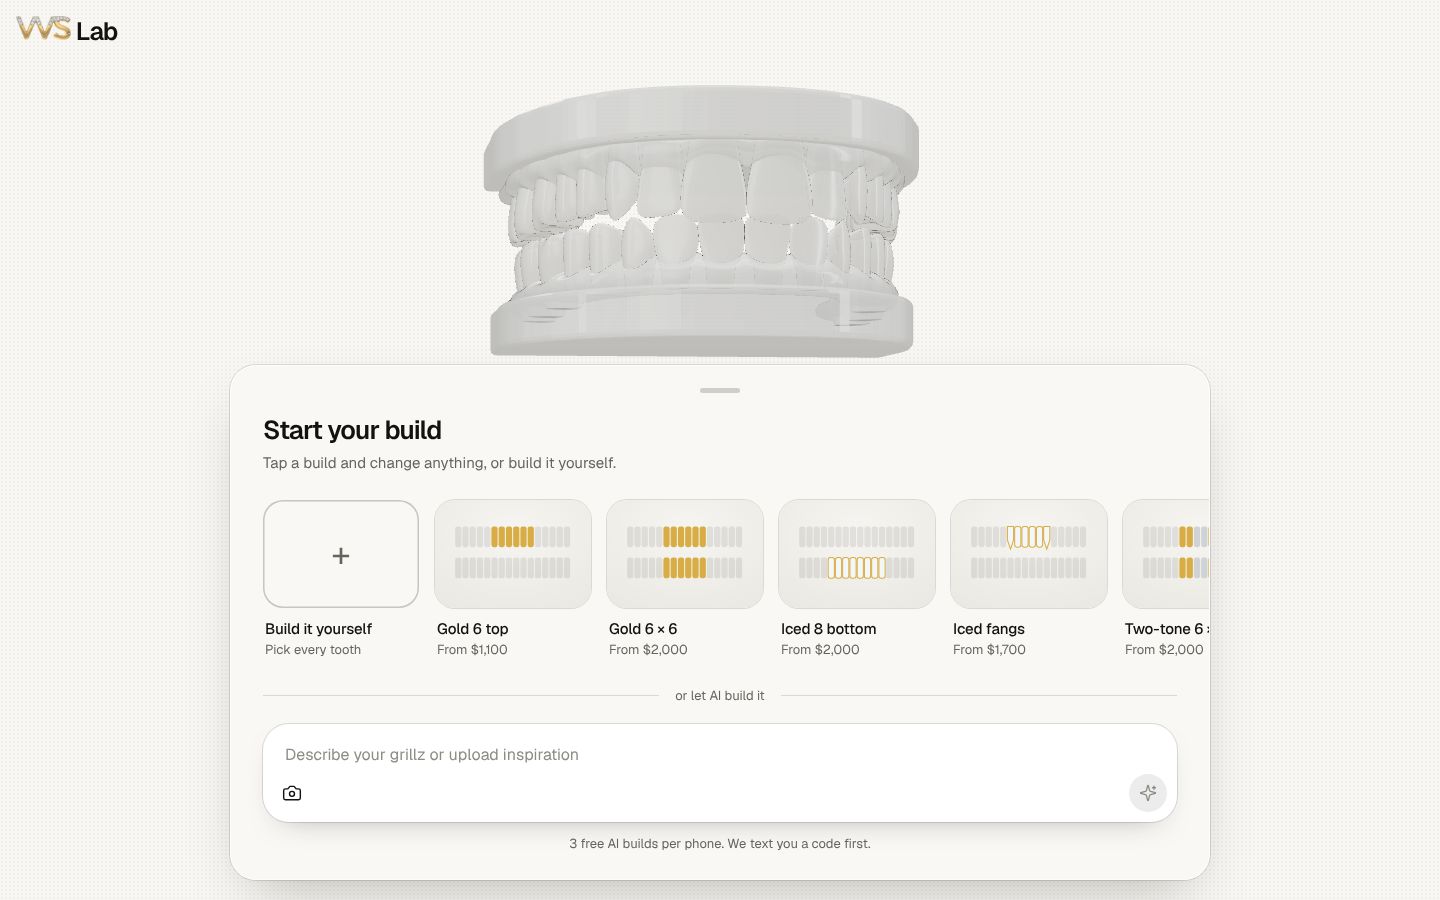 VVS Lab
Start your build
Tap a build and change anything, or build it yourself.
+
Build it yourself
Pick every tooth
Gold 6 top
From $1,100
Gold 6 × 6
From $2,000
Iced 8 bottom
From $2,000
Iced fangs
From $1,700
Two-tone 6
From $2,000
or let AI build it
Describe your grillz or upload inspiration
3 free AI builds per phone. We text you a code first.